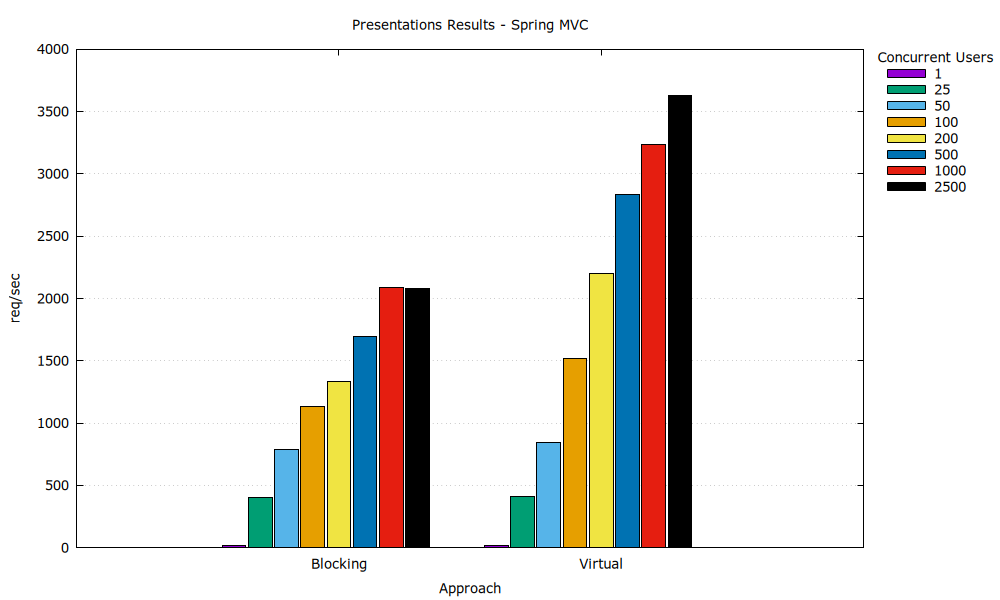 Presentations Results - Spring MVC
Concurrent Users
1
25
50
100
200
500
1000
2500
4000
3500
3000
2500
2000
1500
1000
500
0
req/sec
Blocking
Virtual
Approach